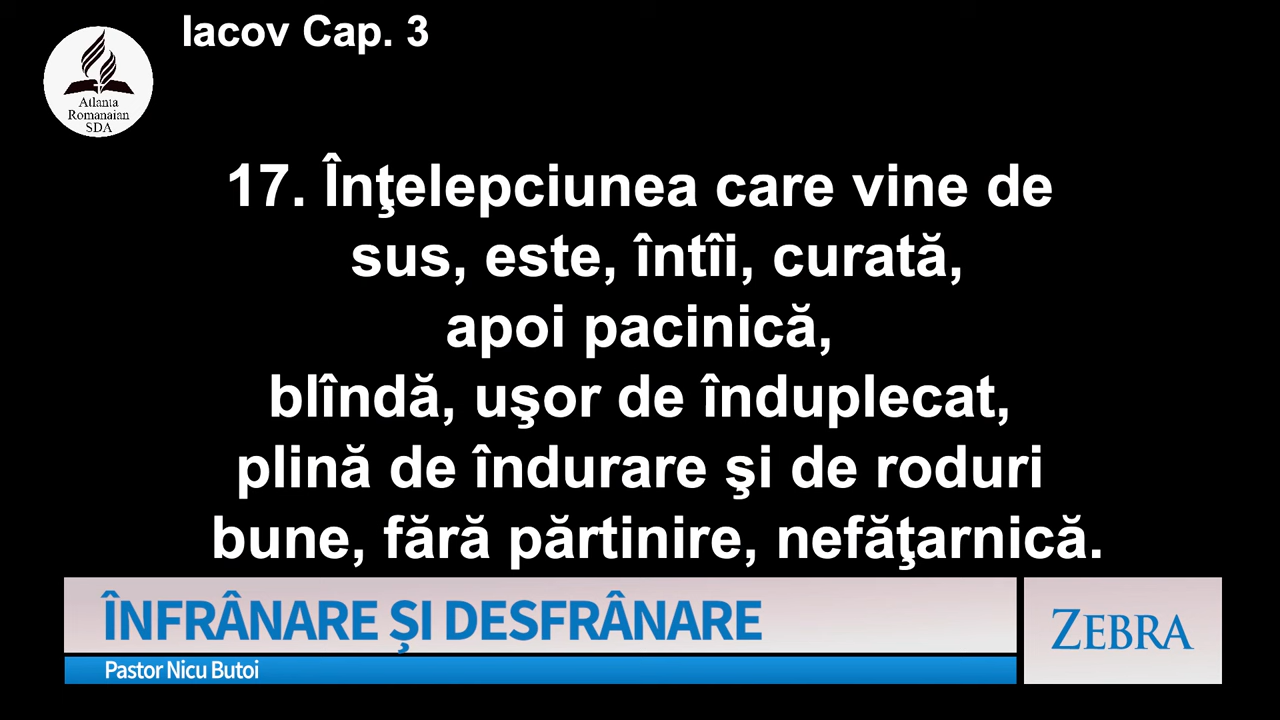 Iacov Cap. 3
Atlanta
Romanaian
SDA
17. Înţelepciunea care vine de
sus, este, întîi, curată,
apoi pacinică,
blîndă, uşor de înduplecat,
plină de îndurare şi de roduri
bune, fără părtinire, nefăţarnică.
ÎNFRÂNARE ȘI DESFRÂNARE
Pastor Nicu Butoi
ZEBRA